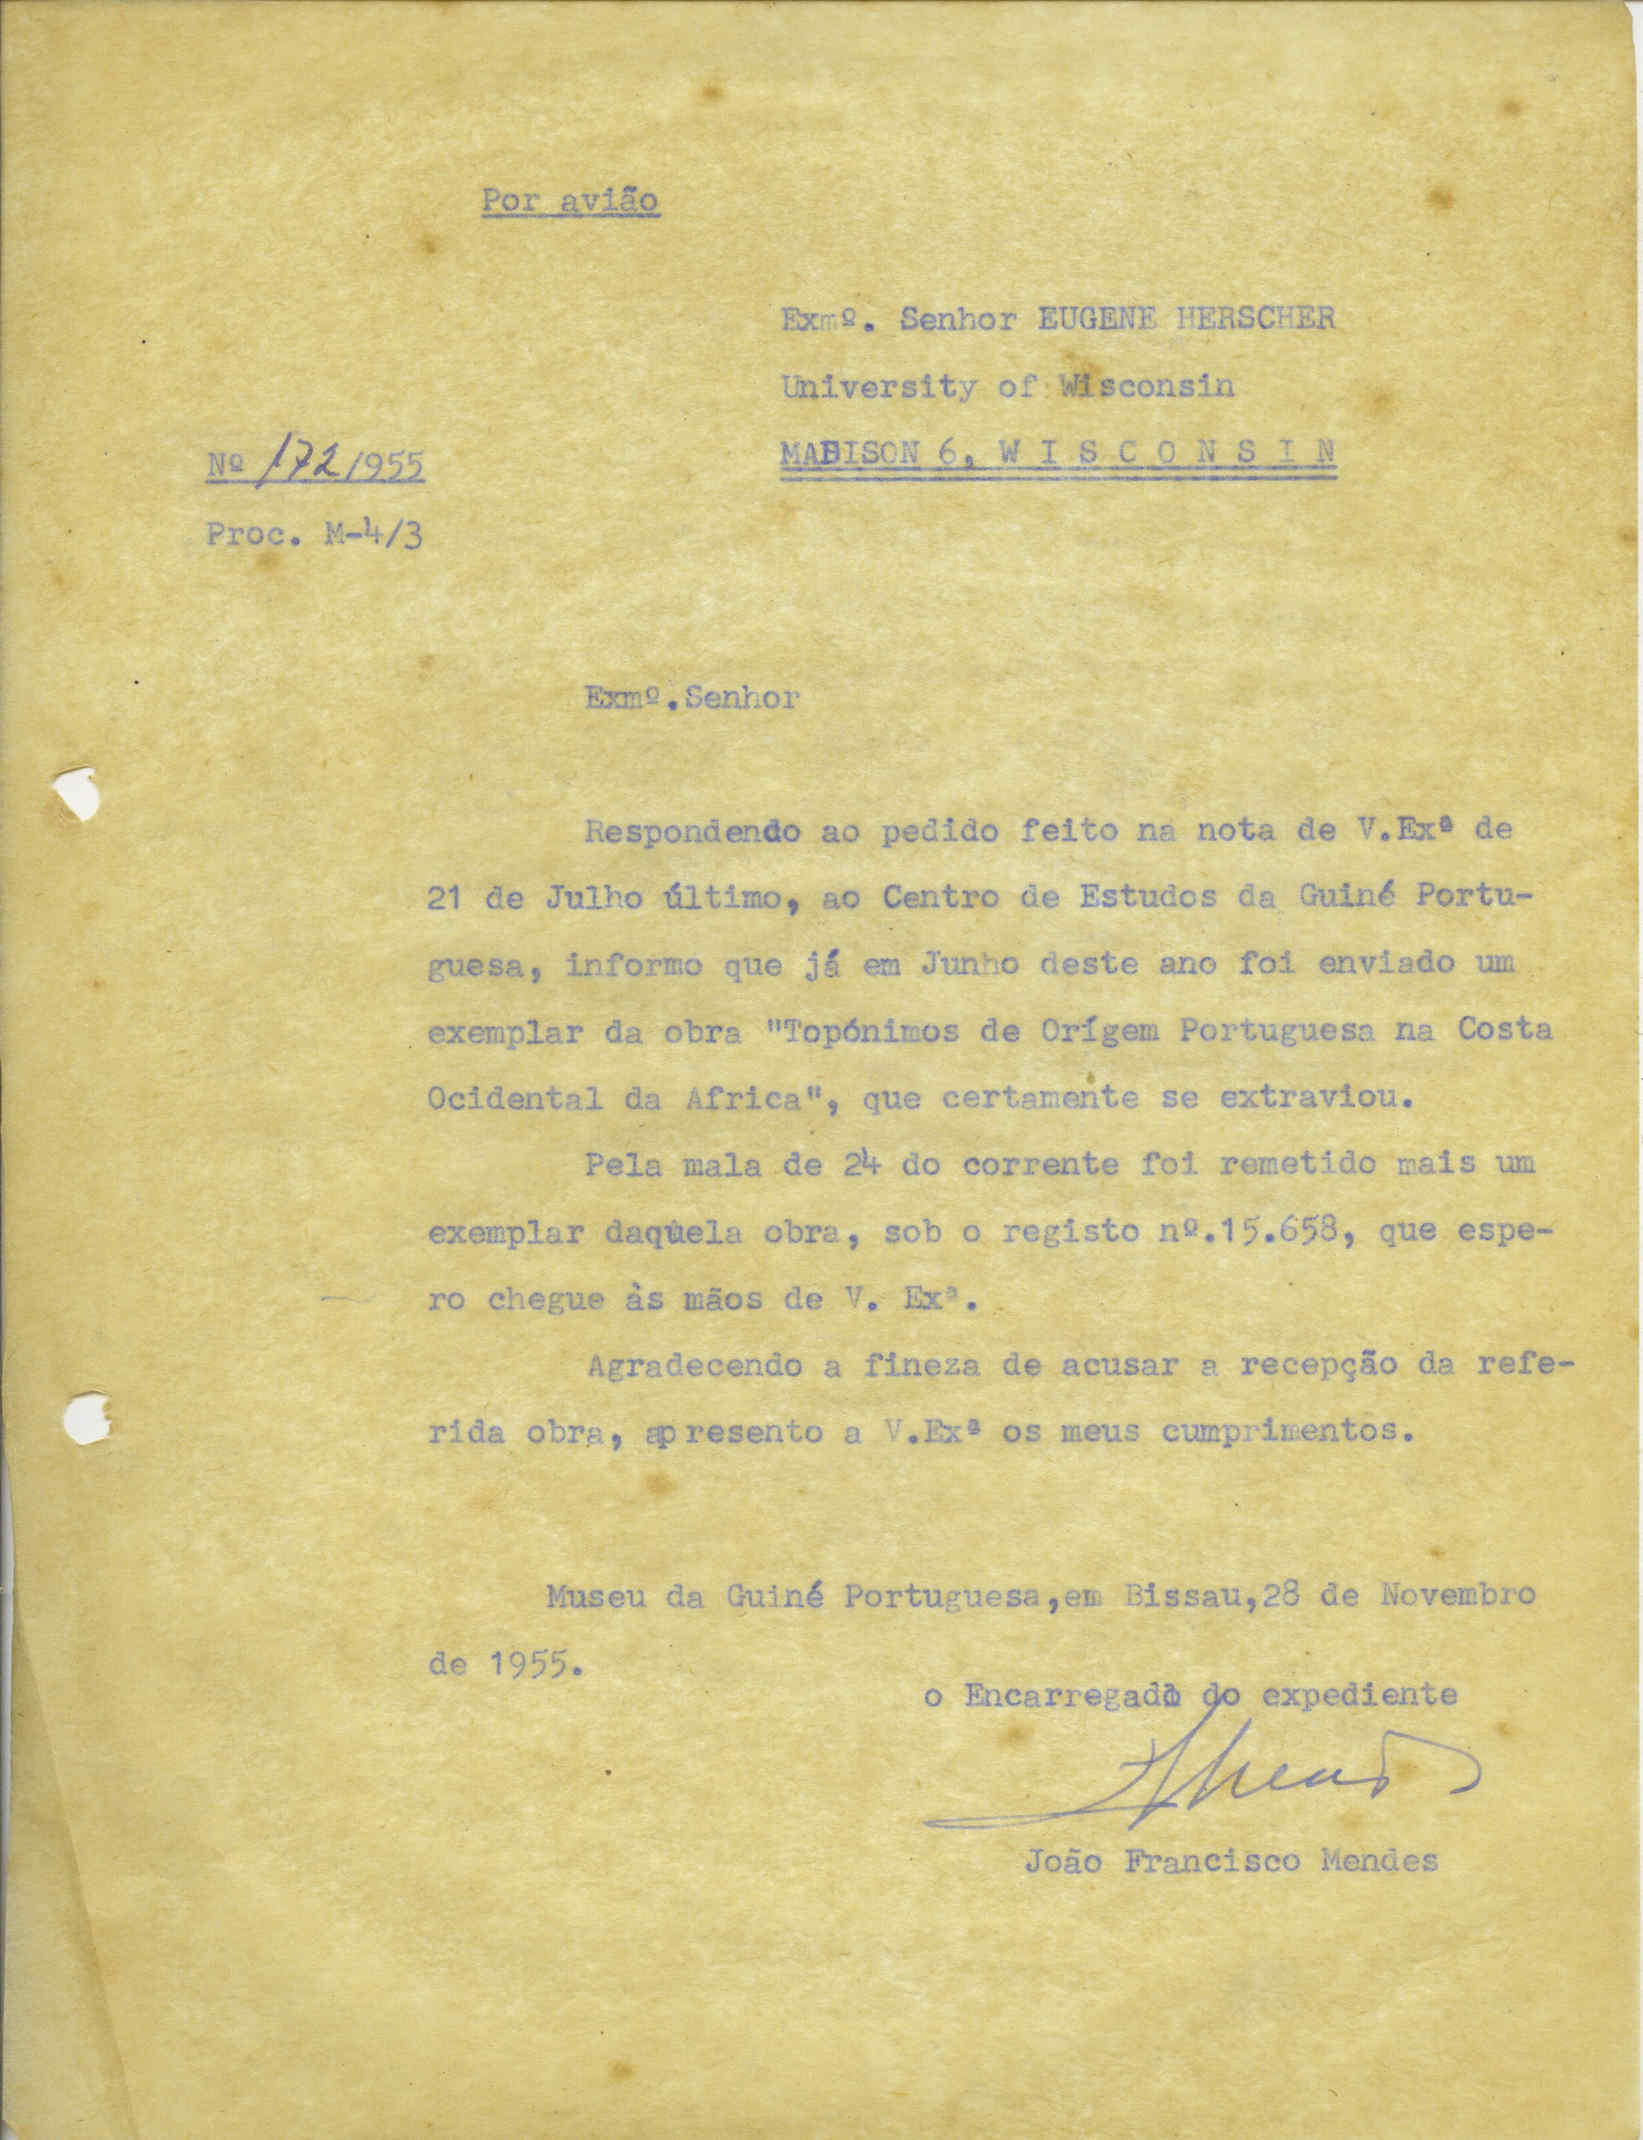 Por avião
Exmº. Senhor EUGENE HERSCHER
University of Wisconsin
MADISON 6, W I S C O N S I N
Nº 172/955
Proc. M-4/3
Exmº.Senhor
Respondendo ao pedido feito na nota de V.Exª de
21 de Julho último, ao Centro de Estudos da Guiné Portu-
guesa, informo que já em Junho deste ano foi enviado um
exemplar da obra "Topónimos de Orígem Portuguesa na Costa
Ocidental da Africa", que certamente se extraviou.
Pela mala de 24 do corrente foi remetido mais um
exemplar daquela obra, sob o registo nº.15.658, que espe-
ro chegue às mãos de V. Exª.
Agradecendo a fineza de acusar a recepção da refe-
rida obra, apresento a V.Exª os meus cumprimentos.
Museu da Guiné Portuguesa,em Bissau,28 de Novembro
de 1955.
o Encarregado do expediente
João Francisco Mendes